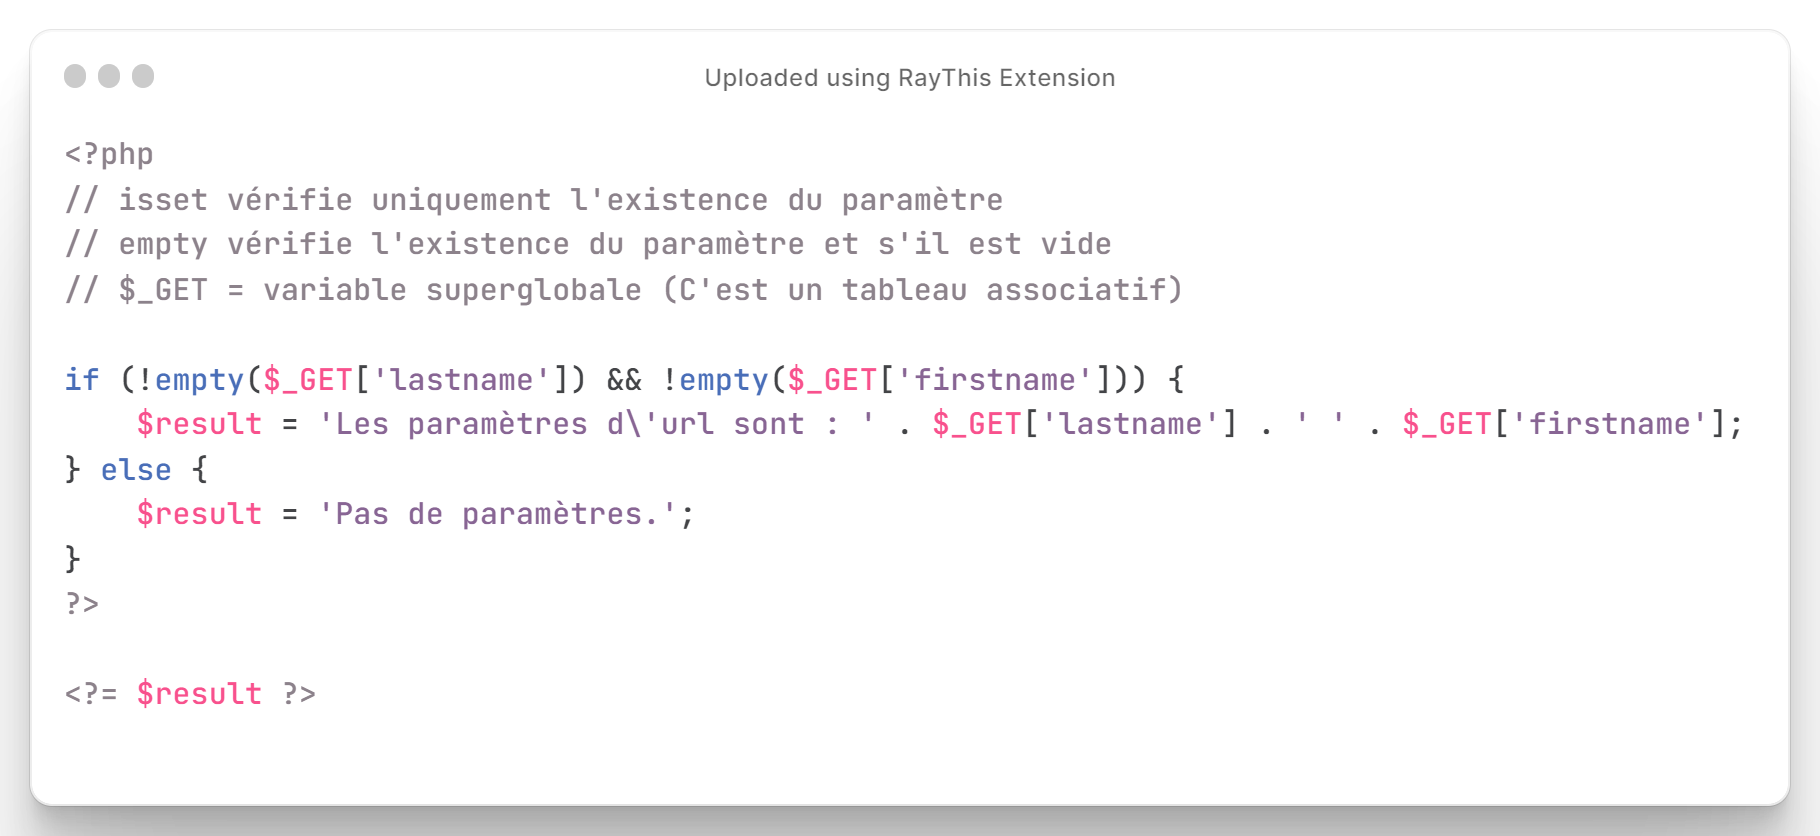 Uploaded using RayThis Extension
<?php
// isset vérifie uniquement l'existence du paramètre
// empty vérifie l'existence du paramètre et s'il est vide
// $_GET = variable superglobale (C'est un tableau associatif)
if (!empty($_GET['lastname']) && !empty($_GET['firstname'])) {
    $result = 'Les paramètres d\'url sont : ' . $_GET['lastname'] . ' ' . $_GET['firstname'];
} else {
    $result = 'Pas de paramètres.';
}
?>
<?= $result ?>